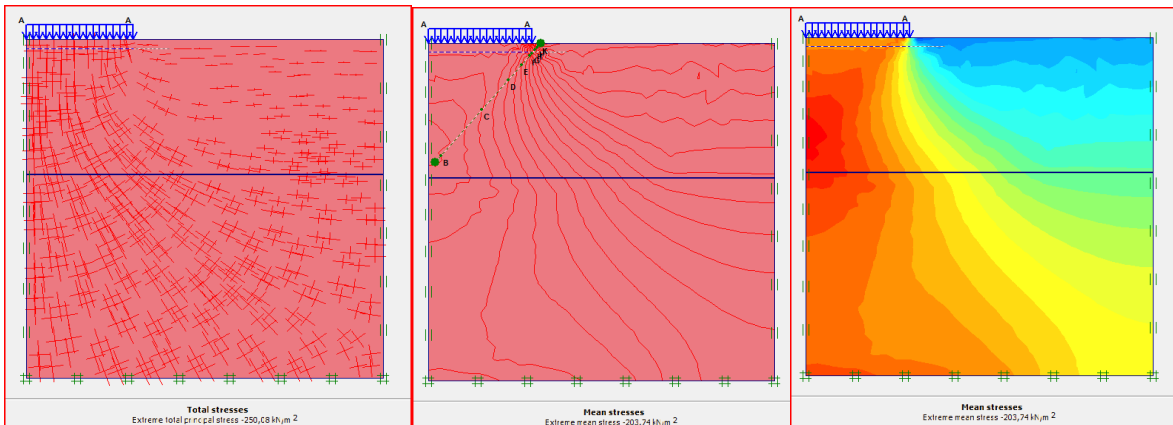 A A
Total stresses
Extreme total principal stress -250,08 kN/m 2
A A
E
D
C
B
Mean stresses
Extreme mean stress -203,74 kN/m 2
A A
Mean stresses
Extreme mean stress -203,74 kN/m 2